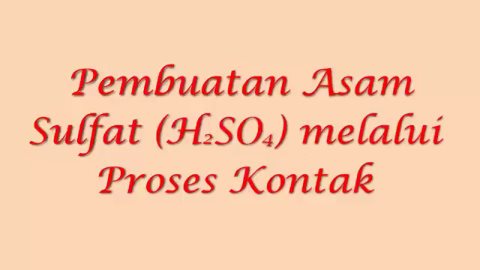 Pembuatan Asam
Sulfat (H₂SO₄) melalui
Proses Kontak